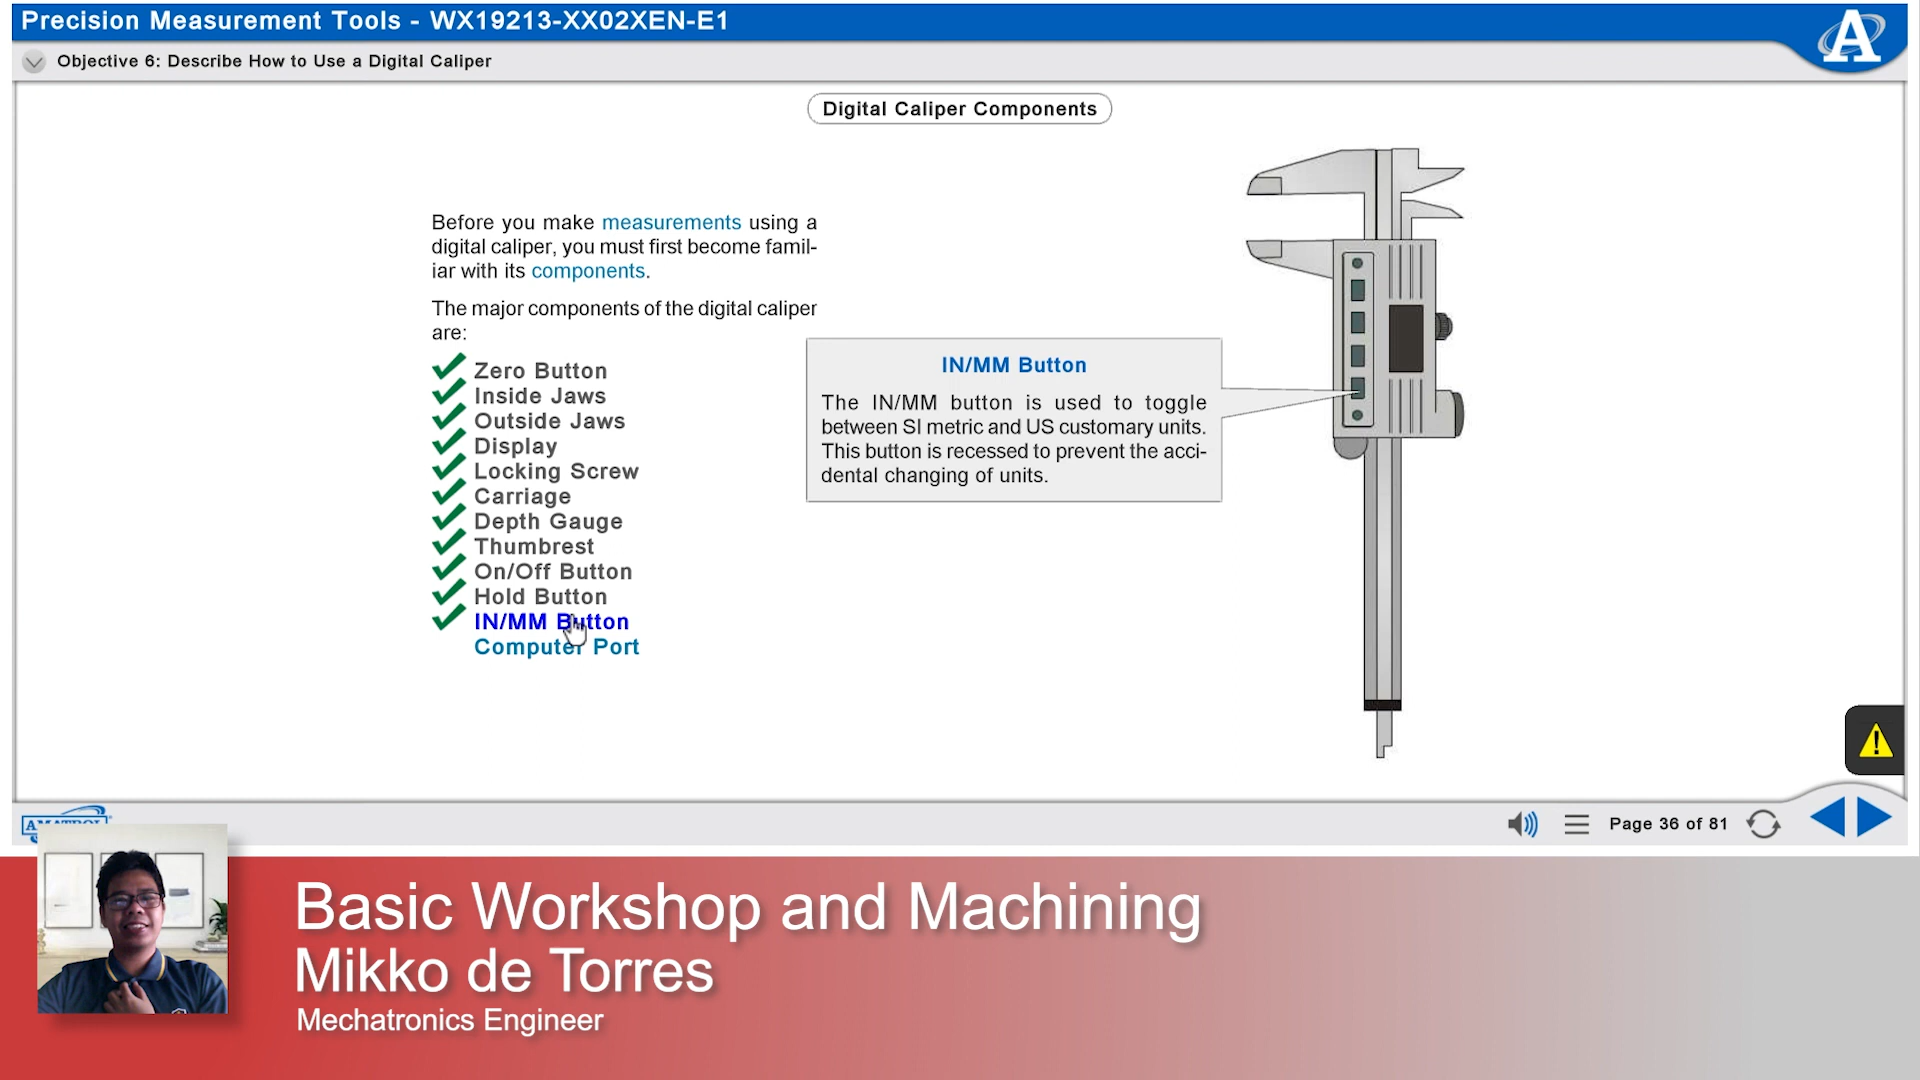 Precision Measurement Tools - WX19213-XX02XEN-E1
Objective 6: Describe How to Use a Digital Caliper
Digital Caliper Components
Before you make measurements using a
digital caliper, you must first become famil-
iar with its components.
The major components of the digital caliper
are:
Zero Button
Inside Jaws
Outside Jaws
Display
Locking Screw
Carriage
Depth Gauge
Thumbrest
On/Off Button
Hold Button
IN/MM Button
Computer Port
IN/MM Button
The IN/MM button is used to toggle
between SI metric and US customary units.
This button is recessed to prevent the acci-
dental changing of units.
A
AMATROL
Page 36 of 81
Basic Workshop and Machining
Mikko de Torres
Mechatronics Engineer